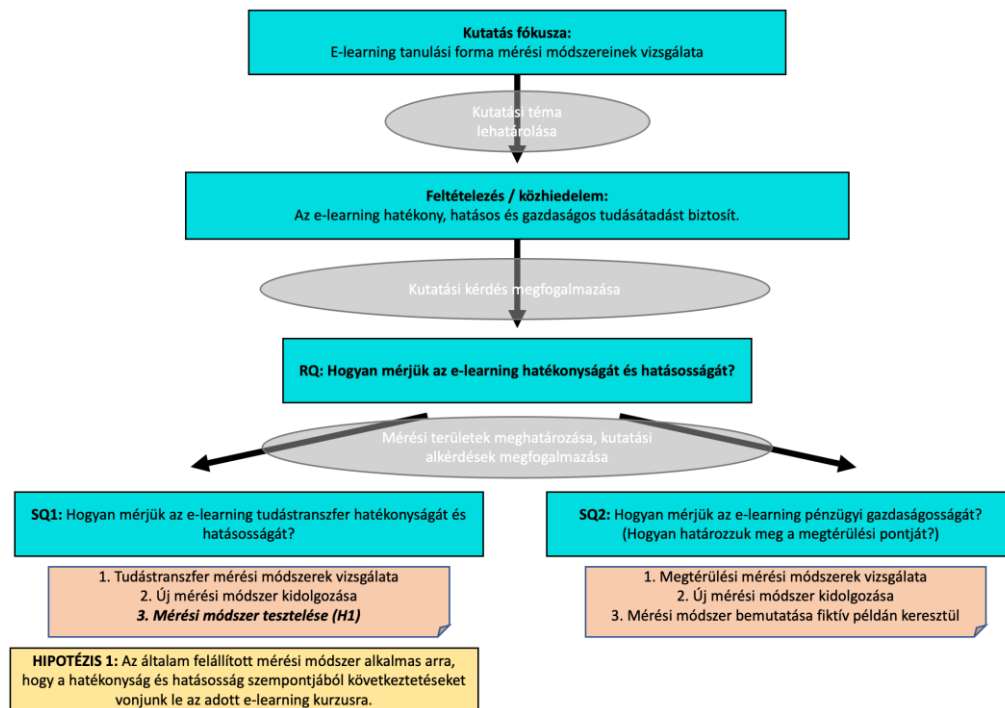 Kutatás fókusza:
E-learning tanulási forma mérési módszereinek vizsgálata
Kutatási téma
lehatárolása
Feltételezés / közhiedelem:
Az e-learning hatékony, hatásos és gazdaságos tudásátadást biztosít.
Kutatási kérdés megfogalmazása
RQ: Hogyan mérjük az e-learning hatékonyságát és hatásosságát?
Mérési területek meghatározása, kutatási
alkérdések megfogalmazása
SQ1: Hogyan mérjük az e-learning tudástranszfer hatékonyságát és
hatásosságát?
1. Tudástranszfer mérési módszerek vizsgálata
2. Új mérési módszer kidolgozása
3. Mérési módszer tesztelése (H1)
HIPOTÉZIS 1: Az általam felállított mérési módszer alkalmas arra,
hogy a hatékonyság és hatásosság szempontjából következtetéseket
vonjunk le az adott e-learning kurzusra.
SQ2: Hogyan mérjük az e-learning pénzügyi gazdaságosságát?
(Hogyan határozzuk meg a megtérülési pontját?)
1. Megtérülési mérési módszerek vizsgálata
2. Új mérési módszer kidolgozása
3. Mérési módszer bemutatása fiktív példán keresztül